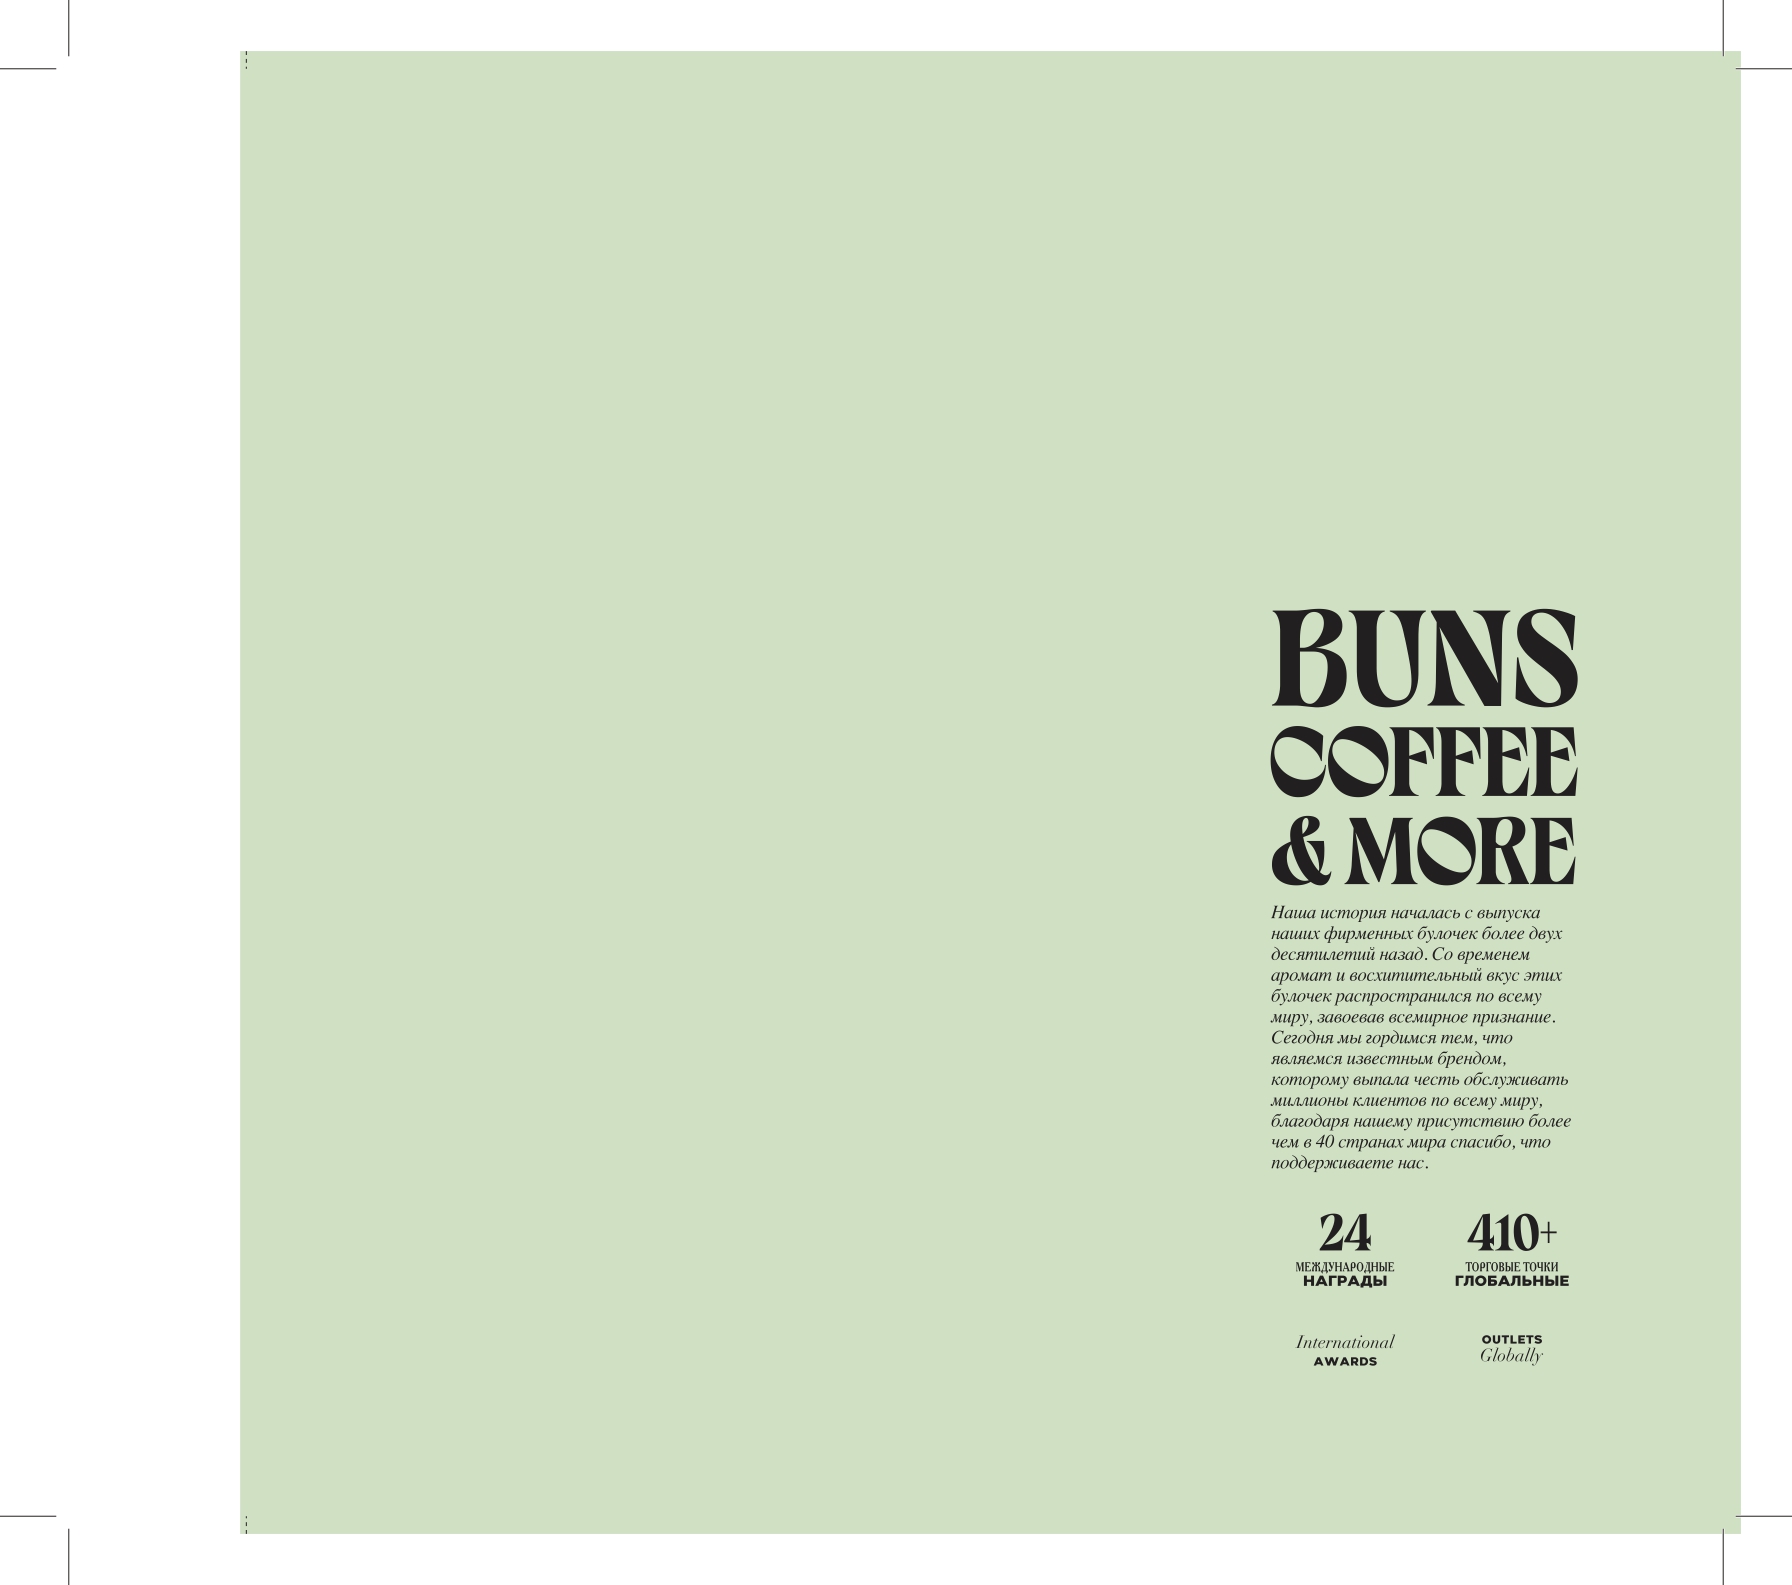 BUNS
COFFEE
& MORE
Наша история началась с выпуска
наших фирменных булочек более двух
десятилетий назад. Со временем
аромат и восхитительный вкус этих
булочек распространился по всему
миру, завоевав всемирное признание.
Сегодня мы гордимся тем, что
являемся известным брендом,
которому выпала честь обслуживать
миллионы клиентов по всему миру,
благодаря нашему присутствию более
чем в 40 странах мира спасибо, что
поддерживаете нас.
24
МЕЖДУНАРОДНЫЕ
НАГРАДЫ
410+
ТОРГОВЫЕ ТОЧКИ
ГЛОБАЛЬНЫЕ
International
AWARDS
OUTLETS
Globally